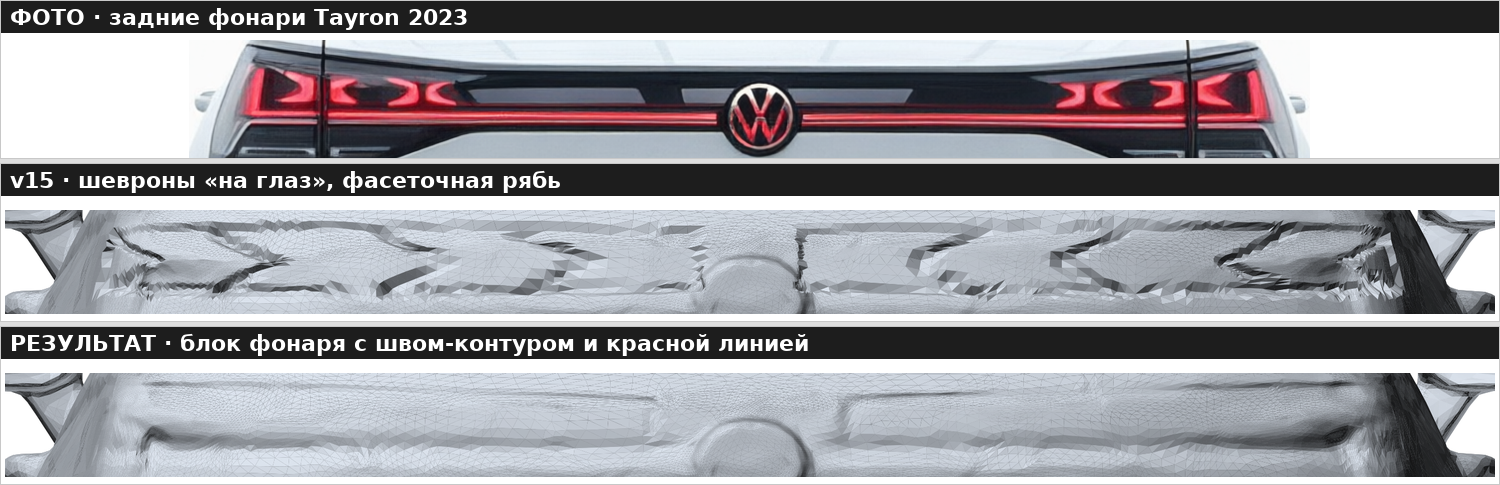 ФОТО · задние фонари Tayron 2023
v15 · шевроны «на глаз», фасеточная рябь
РЕЗУЛЬТАТ · блок фонаря с швом-контуром и красной линией